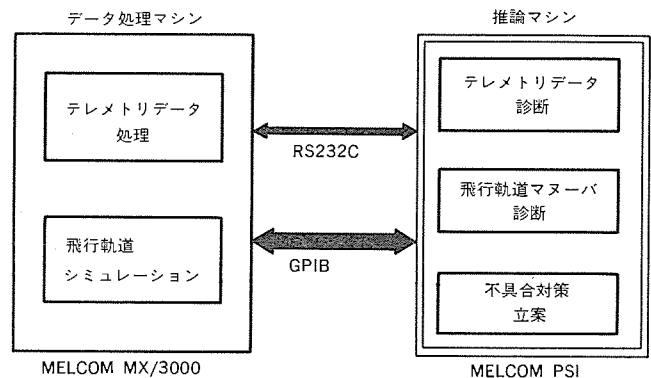 データ処理マシン
推論マシン
テレメトリデータ
処理
飛行軌道
シミュレーション
RS232C
GPIB
テレメトリデータ
診断
飛行軌道マヌーバ
診断
不具合対策
立案
MELCOM MX/3000
MELCOM PSI